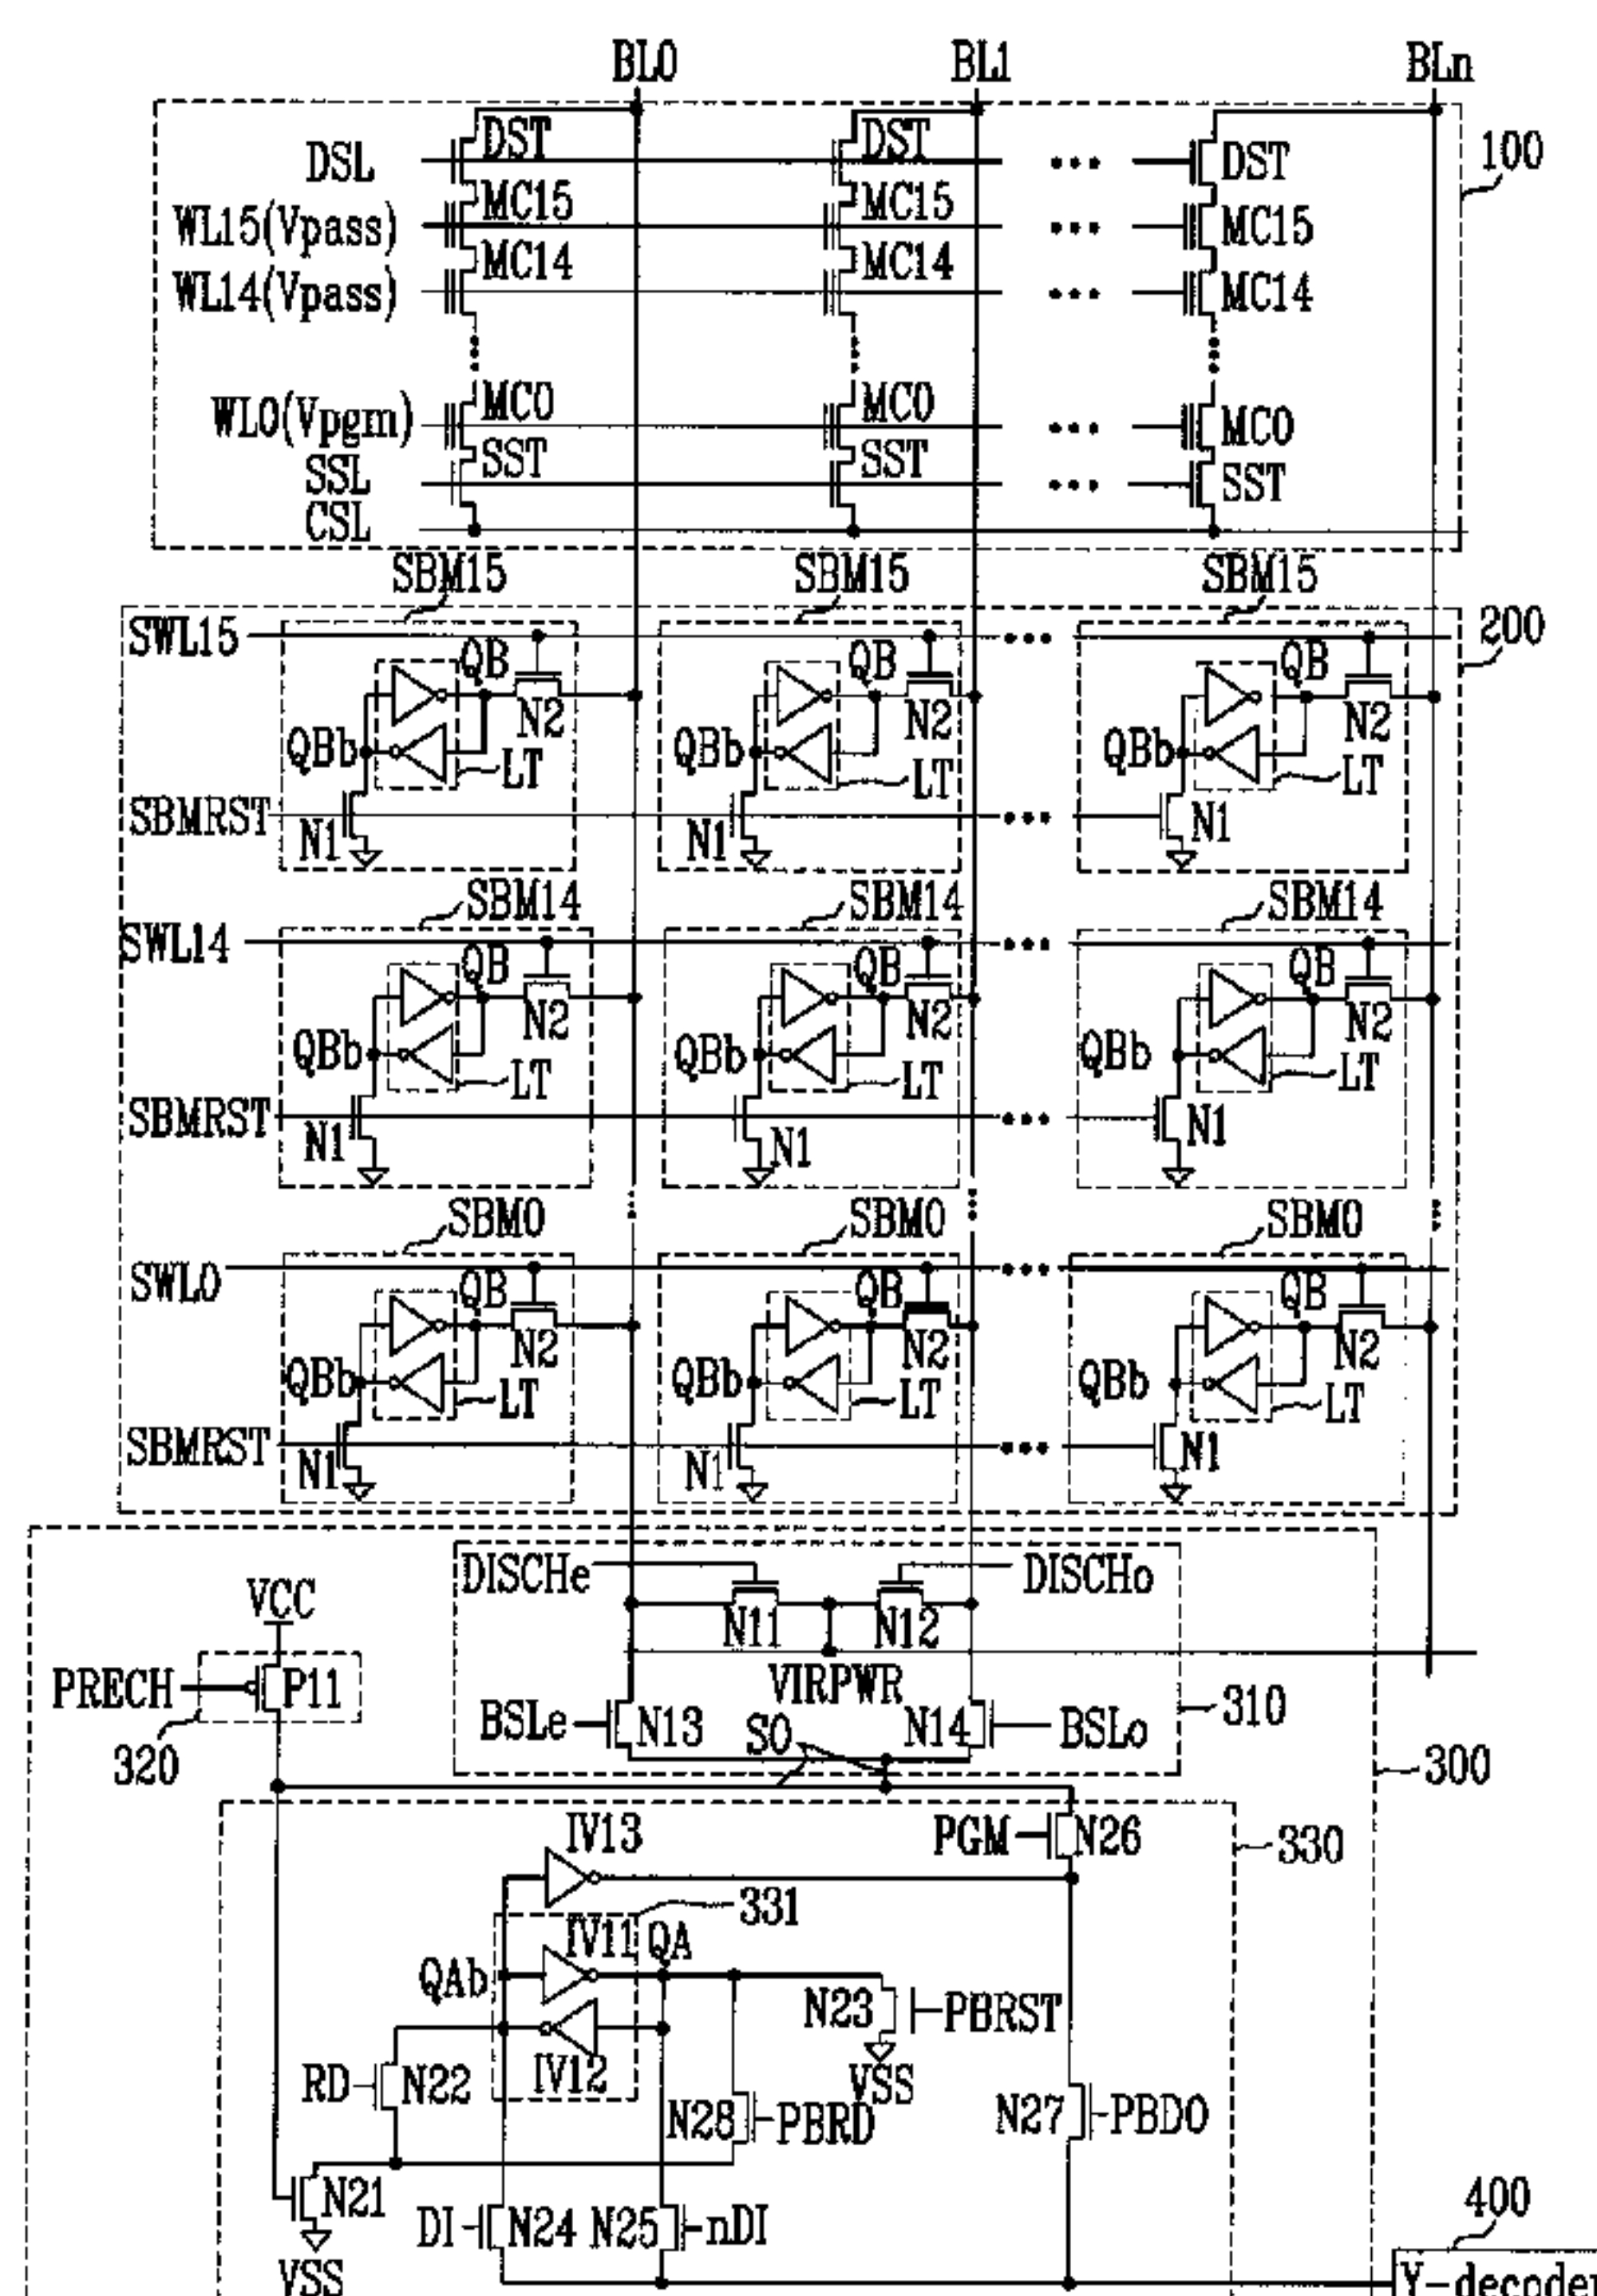 BL0 BL1 BLn
DST DST
DSL DST 100
MC15 MC15
WL15(Vpass) MC15
MC14 MC14
WL14(Vpass) MC14
MC0 MC0
WL0(Vpgm) MC0
SST SST
SSL SST
CSL
SBM15 SBM15 SBM15
SWL15 200
QB QB QB
N2 N2 N2
QBb QBb QBb
LT LT LT
SBMRST N1 N1 N1
SBM14 SBM14 SBM14
SWL14
QB QB QB
N2 N2 N2
QBb QBb QBb
LT LT LT
SBMRST N1 N1 N1
SBM0 SBM0 SBM0
SWL0
QB QB QB
N2 N2 N2
QBb QBb QBb
LT LT LT
SBMRST N1 N1 N1
DISCHe DISCHo
VCC
N11 N12
PRECH P11 VIRPWR
BSLe N13 N14 BSLo 310
320 SO 300
IV13 PGM N26 330
331
IV11 QA
QAb
N23 PBRST
RD N22 IV12 VSS
N28 PBRD N27 PBDO
N21
DI N24 N25 nDI 400
VSS Y-decoder